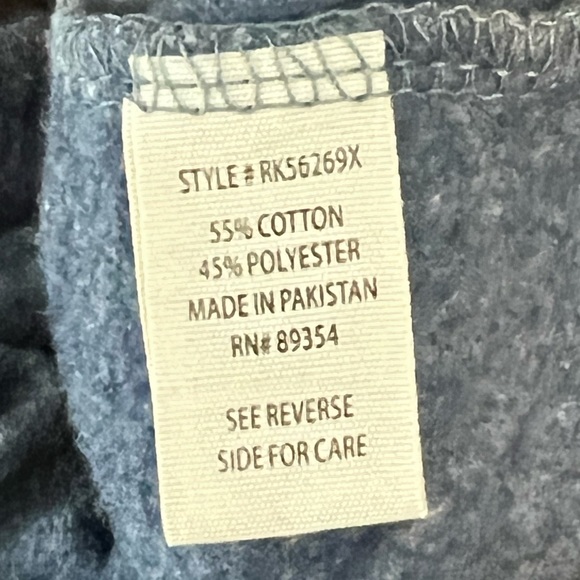 STYLE # RK56269X
55% COTTON
45% POLYESTER
MADE IN PAKISTAN
RN# 89354
SEE REVERSE
SIDE FOR CARE